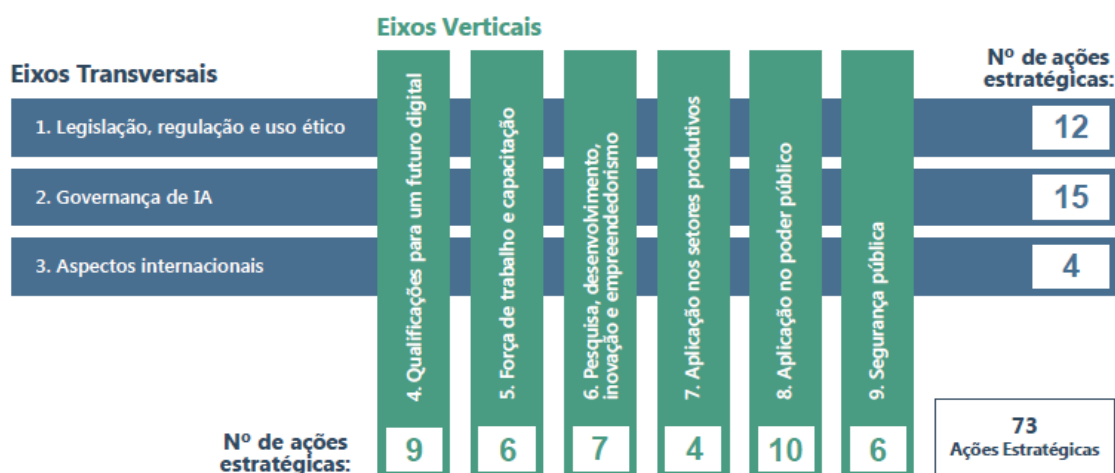 Eixos Verticais
Eixos Transversais
Nº de ações
estratégicas:
1. Legislação, regulação e uso ético
12
2. Governança de IA
15
3. Aspectos internacionais
4
4. Qualificações para um futuro digital
5. Força de trabalho e capacitação
6. Pesquisa, desenvolvimento,
inovação e empreendedorismo
7. Aplicação nos setores produtivos
8. Aplicação no poder público
9. Segurança pública
Nº de ações
estratégicas:
9
6
7
4
10
6
73
Ações Estratégicas